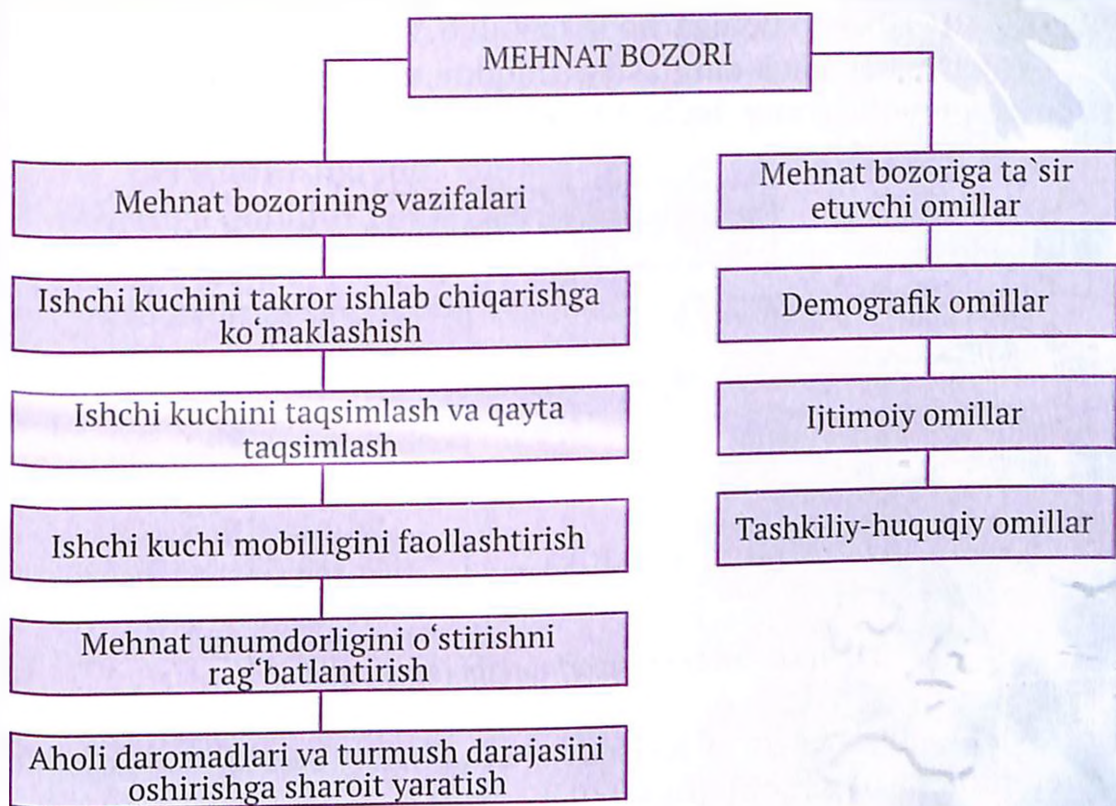 MEHNAT BOZORI
Mehnat bozorining vazifalari
Ishchi kuchini takror ishlab chiqarishga
ko‘maklashish
Ishchi kuchini taqsimlash va qayta
taqsimlash
Ishchi kuchi mobilligini faollashtirish
Mehnat unumdorligini o‘stirishni
rag‘batlantirish
Aholi daromadlari va turmush darajasini
oshirishga sharoit yaratish
Mehnat bozoriga ta`sir
etuvchi omillar
Demografik omillar
Ijtimoiy omillar
Tashkiliy-huquqiy omillar